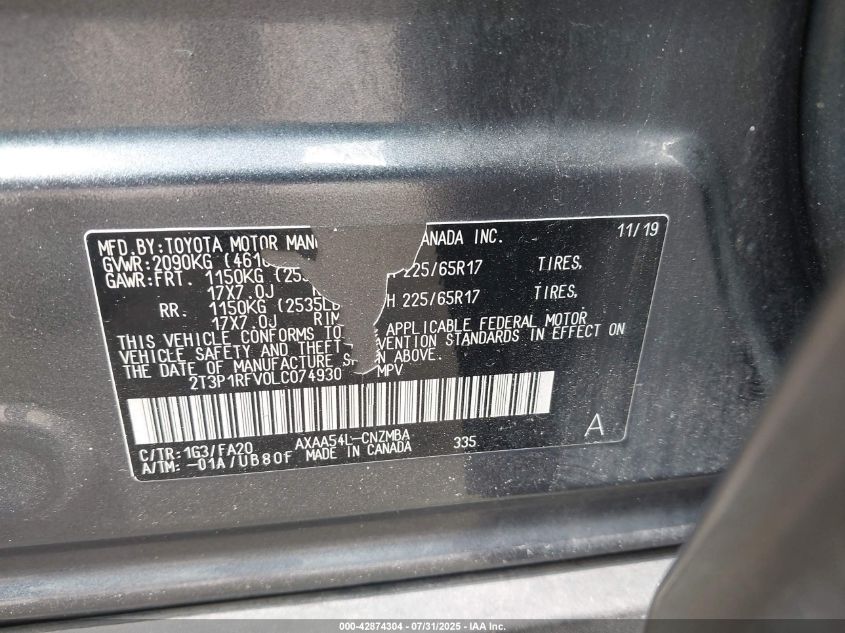 MFD. BY: TOYOTA MOTOR MAN ANADA INC. 11/19
GVWR: 2090KG (461
GAWR: FRT. 1150KG (253 225/65R17 TIRES,
17X7.0J
RR. 1150KG (2535LB H 225/65R17 TIRES,
17X7.0J RIM
THIS VEHICLE CONFORMS TO APPLICABLE FEDERAL MOTOR
VEHICLE SAFETY AND THEFT VENTION STANDARDS IN EFFECT ON
THE DATE OF MANUFACTURE S N ABOVE.
2T3P1RFV0LC074930 MPV
C/TR: 1G3/FA20 AXAA54L-CNZMBA 335 A
A/TM: -01A/UB80F MADE IN CANADA
000-42874304 / 07/31/2025 - IAA Inc.